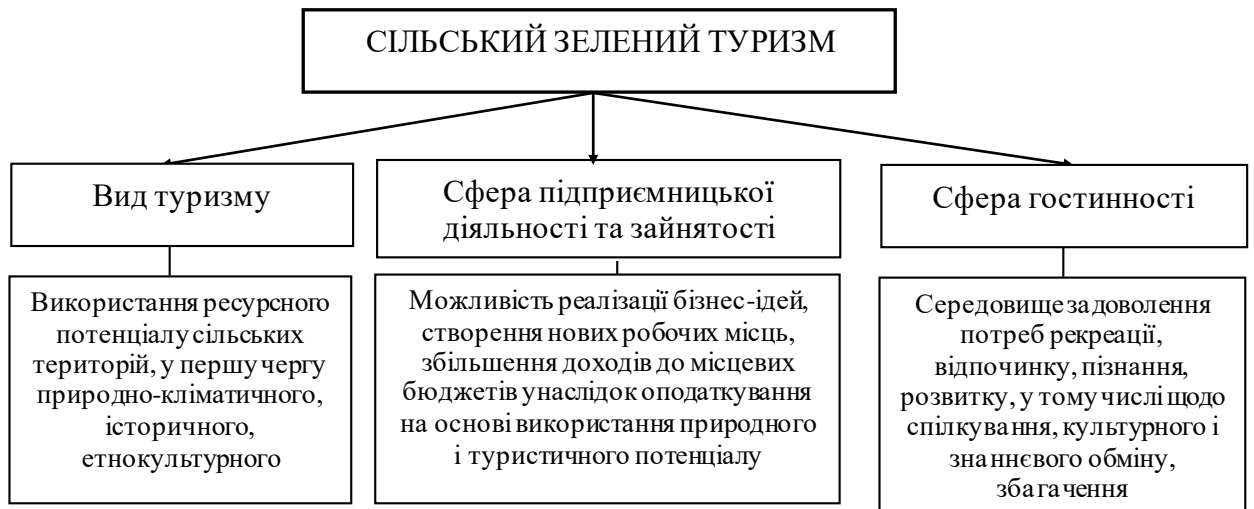 СІЛЬСЬКИЙ ЗЕЛЕНИЙ ТУРИЗМ
Вид туризму
Сфера підприємницької
діяльності та зайнятості
Сфера гостинності
Використання ресурсного
потенціалу сільських
територій, у першу чергу
природно-кліматичного,
історичного,
етнокультурного
Можливість реалізації бізнес-ідей,
створення нових робочих місць,
збільшення доходів до місцевих
бюджетів унаслідок оподаткування
на основі використання природного
і туристичного потенціалу
Середовище задоволення
потреб рекреації,
відпочинку, пізнання,
розвитку, у тому числі щодо
спілкування, культурного і
знаннєвого обміну,
збагачення